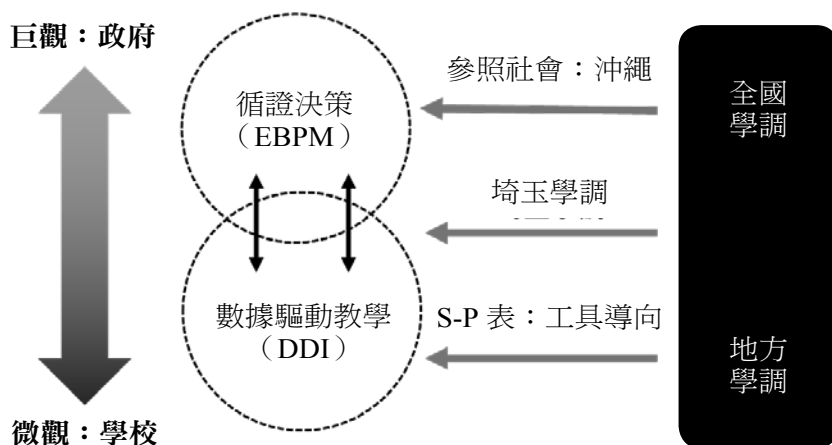 巨觀：政府
循證決策
（EBPM）
參照社會：沖繩
全國
學調
埼玉學調
數據驅動教學
（DDI）
S-P 表：工具導向
地方
學調
微觀：學校